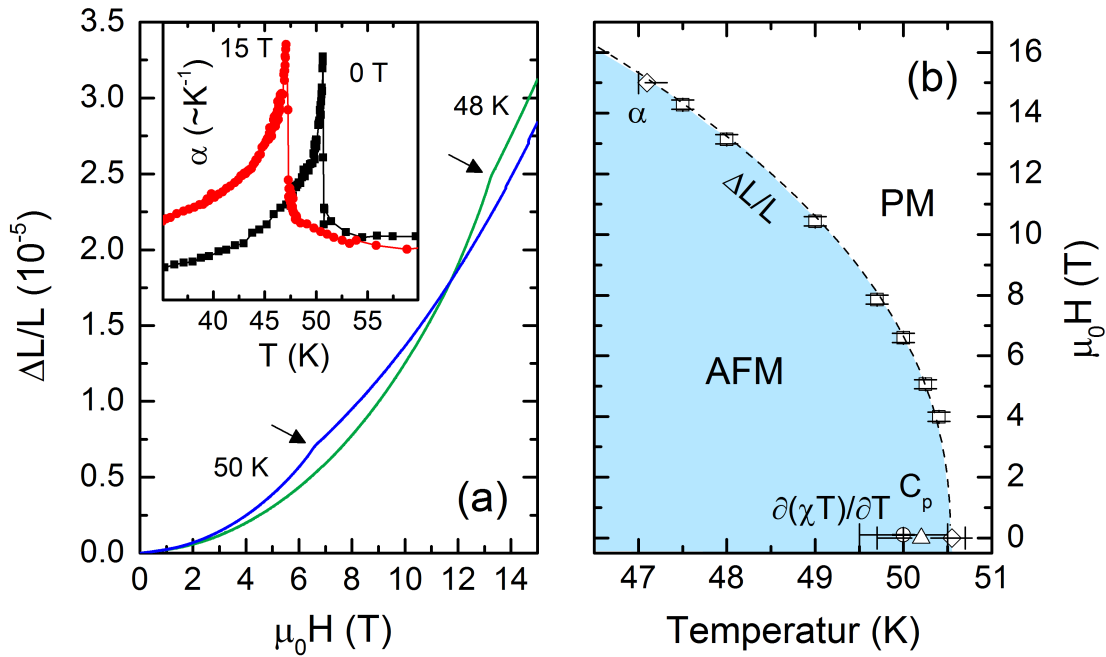 3.5
3.0
2.5
2.0
1.5
1.0
0.5
0.0
ΔL/L (10⁻⁵)
15 T
0 T
α (~K⁻¹)
40 45 50 55
T (K)
48 K
50 K
(a)
0 2 4 6 8 10 12 14
μ₀H (T)
(b)
α
ΔL/L
PM
AFM
Cₚ
∂(χT)/∂T
16
14
12
10
8
6
4
2
0
μ₀H (T)
47 48 49 50 51
Temperatur (K)